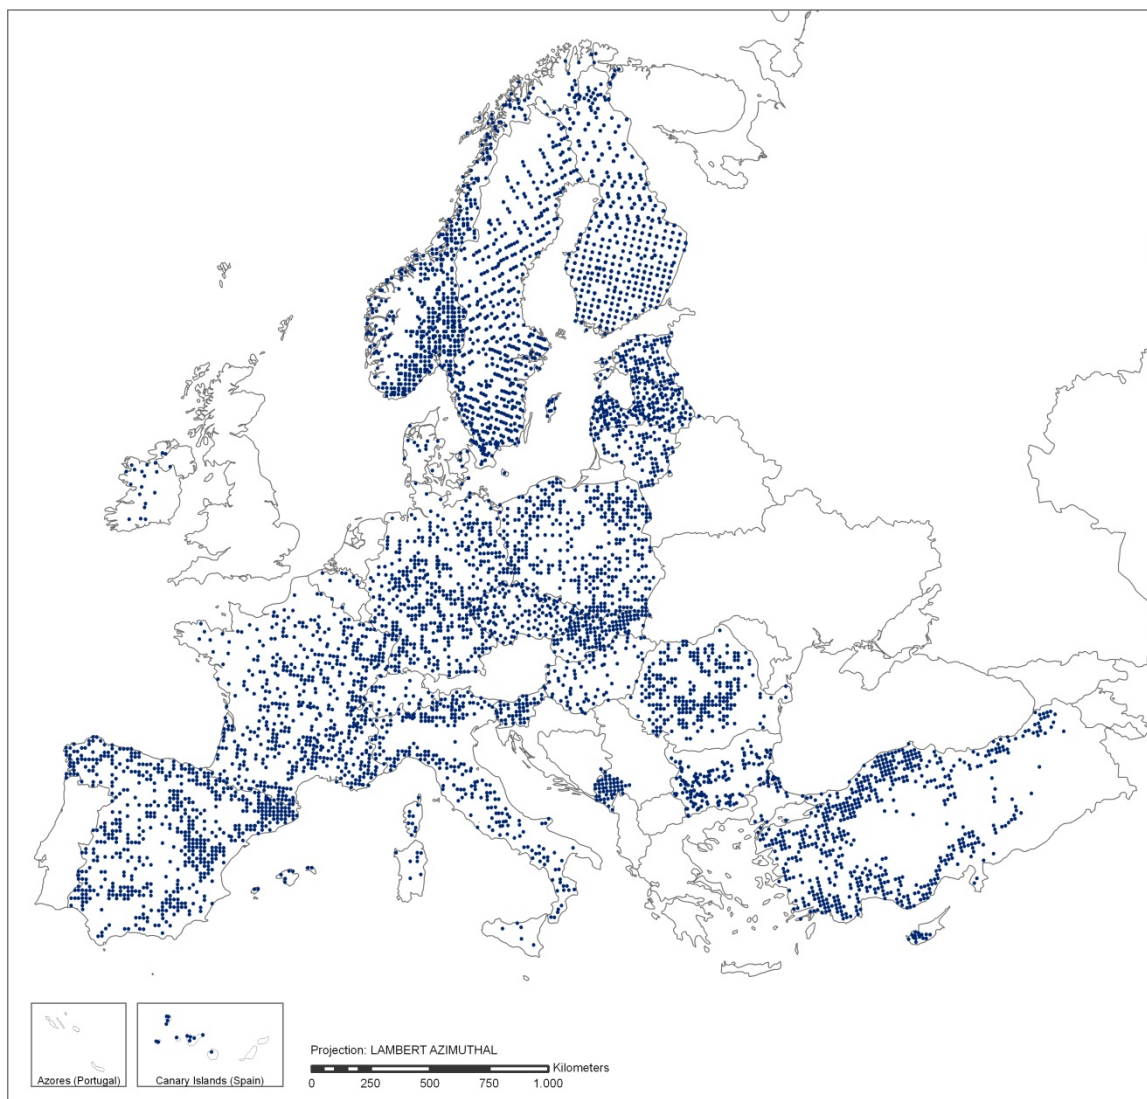 Azores (Portugal)
Canary Islands (Spain)
Projection: LAMBERT AZIMUTHAL
Kilometers
0 250 500 750 1.000